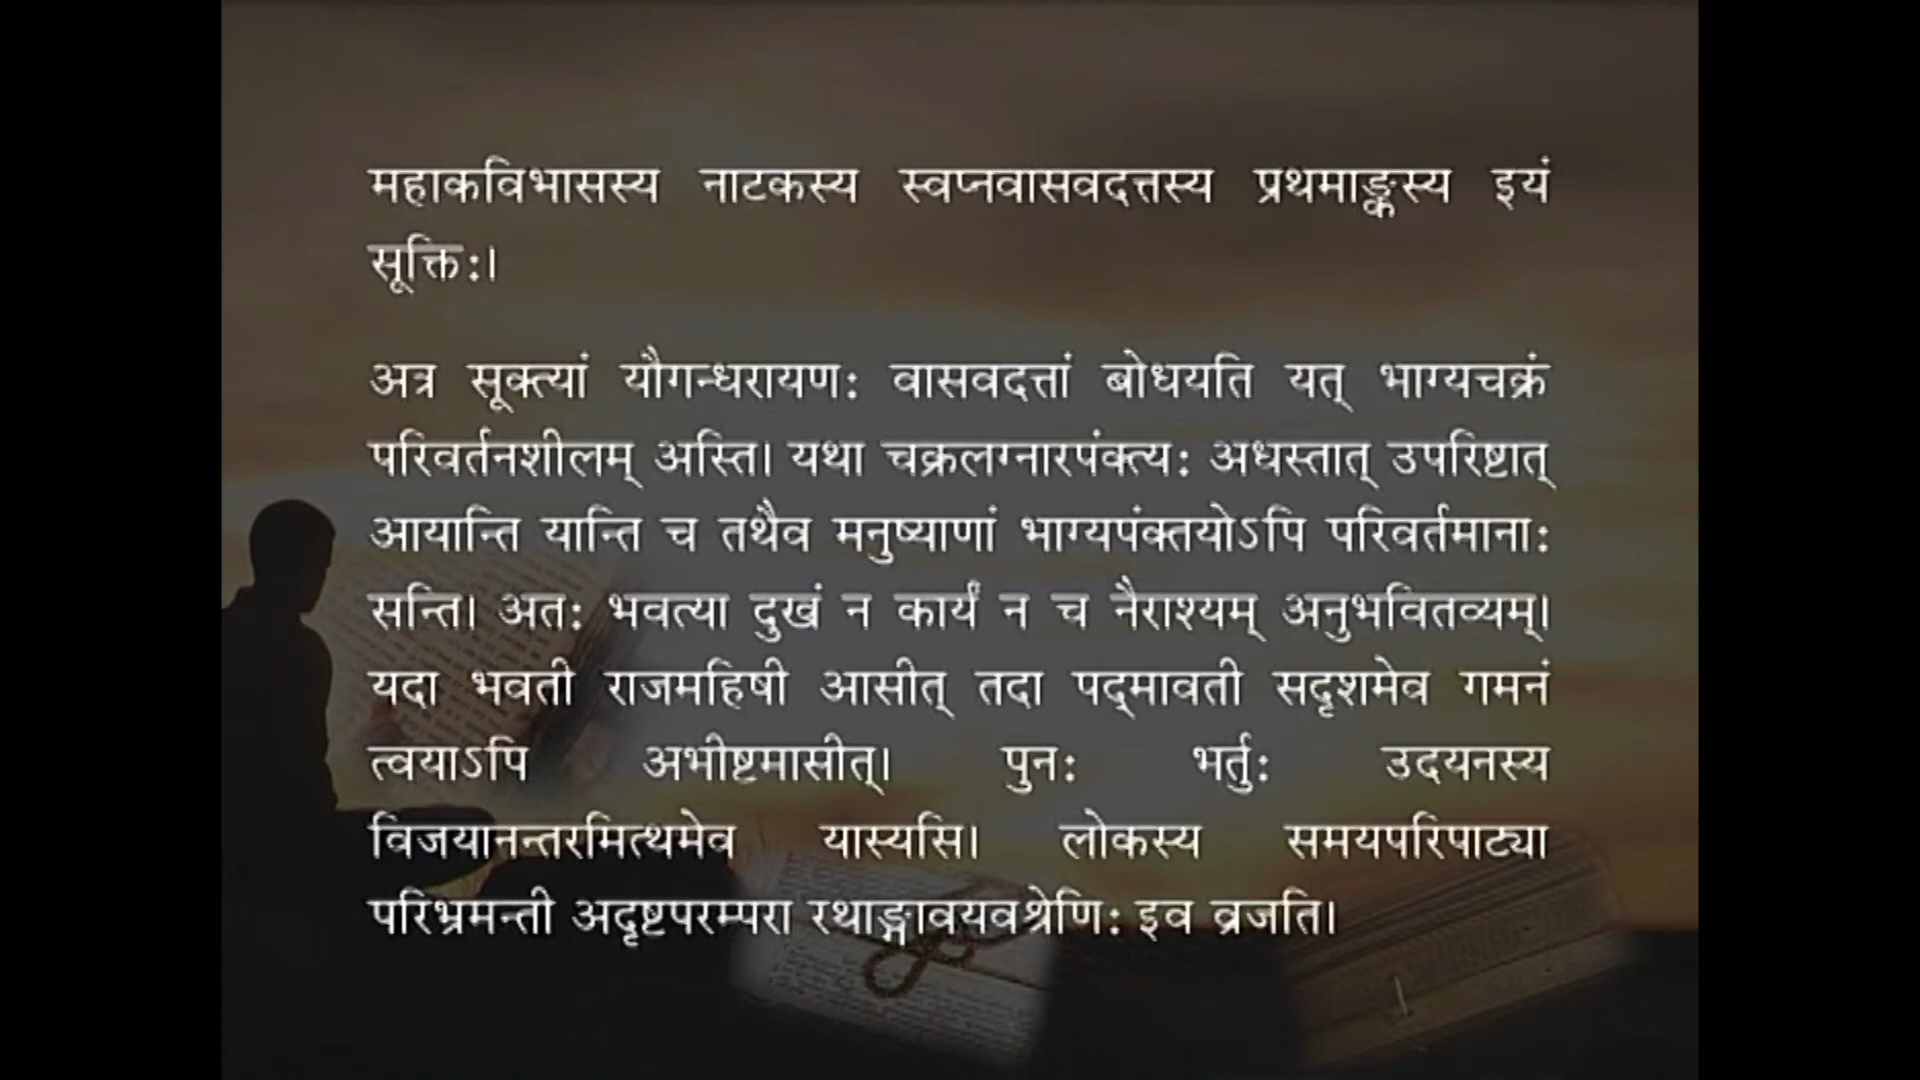 महाकविभासस्य नाटकस्य स्वप्नवासवदत्तस्य प्रथमाङ्कस्य इयं
सूक्तिः।
अत्र सूक्त्यां यौगन्धरायणः वासवदत्तां बोधयति यत् भाग्यचक्रं
परिवर्तनशीलम् अस्ति। यथा चक्रलग्नारपंक्त्यः अधस्तात् उपरिष्टात्
आयान्ति यान्ति च तथैव मनुष्याणां भाग्यपंक्तयोऽपि परिवर्तमानाः
सन्ति। अतः भवत्या दुखं न कार्यं न च नैराश्यम् अनुभवितव्यम्।
यदा भवती राजमहिषी आसीत् तदा पद्मावती सदृशमेव गमनं
त्वयाऽपि अभीष्टमासीत्। पुनः भर्तुः उदयनस्य
विजयानन्तरमित्थमेव यास्यसि। लोकस्य समयपरिपाट्या
परिभ्रमन्ती अदृष्टपरम्परा रथाङ्गावयवश्रेणिः इव व्रजति।